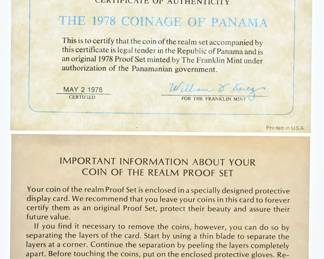 CERTIFICATE OF AUTHENTICITY
THE 1978 COINAGE OF PANAMA
This is to certify that the coin of the realm set accompanied by
this certificate is legal tender in the Republic of Panama and is
an original 1978 Proof Set minted by The Franklin Mint under
authorization of the Panamanian government.
MAY 2 1978
CERTIFIED
FOR THE FRANKLIN MINT
Printed in U.S.A.
IMPORTANT INFORMATION ABOUT YOUR
COIN OF THE REALM PROOF SET
Your coin of the realm Proof Set is enclosed in a specially designed protective
display card. We recommend that you leave your coins in this card to forever
certify them as an original Proof Set, protect their beauty and assure their
future value.
If you find it necessary to remove the coins, however, you can do so by
separating the layers of the card. Start by using a thin blade to separate the
layers at a corner. Continue the separation by peeling the layers completely
apart. Before touching the coins, put on the enclosed protective gloves. Re-